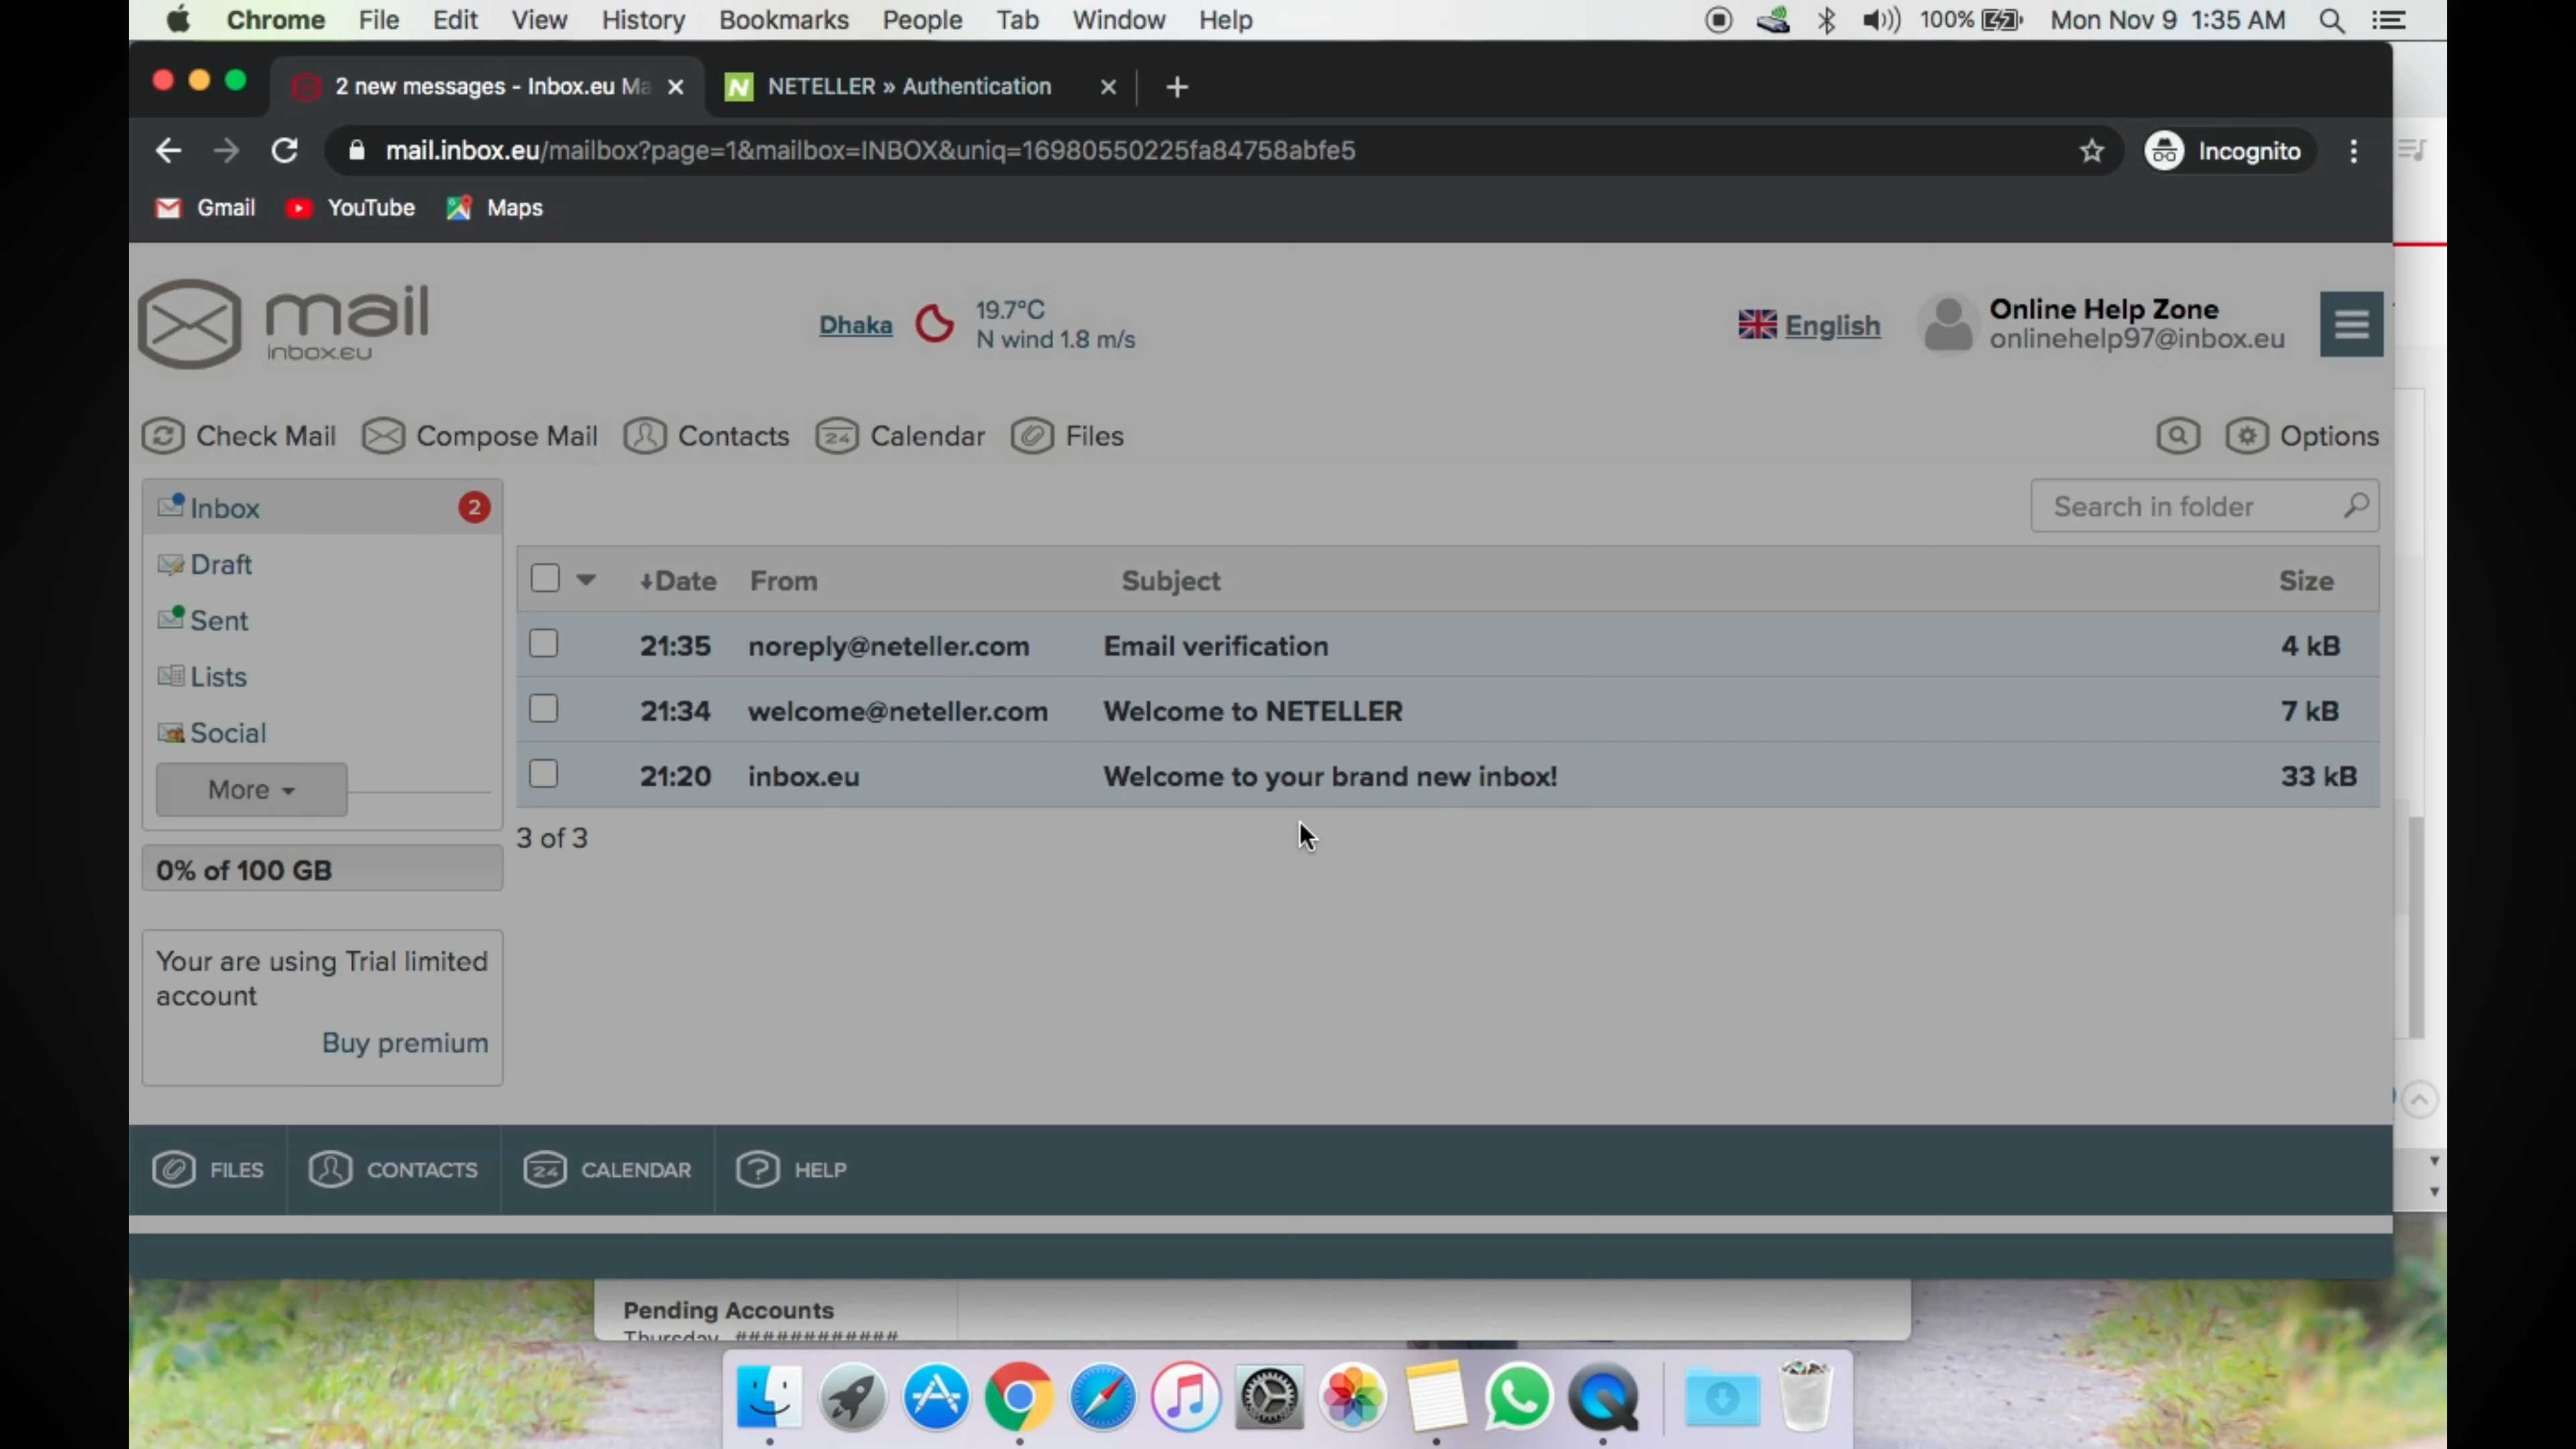 Chrome File Edit View History Bookmarks People Tab Window Help
100% Mon Nov 9 1:35 AM
2 new messages - Inbox.eu Ma
NETELLER » Authentication
mail.inbox.eu/mailbox?page=1&mailbox=INBOX&uniq=16980550225fa84758abfe5
Incognito
Gmail YouTube Maps
mail
inbox.eu
Dhaka
19.7°C
N wind 1.8 m/s
English
Online Help Zone
onlinehelp97@inbox.eu
Check Mail Compose Mail Contacts 24 Calendar Files Options
Inbox 2
Draft
Sent
Lists
Social
More
0% of 100 GB
Your are using Trial limited
account
Buy premium
Search in folder
Date From Subject Size
21:35 noreply@neteller.com Email verification 4 kB
21:34 welcome@neteller.com Welcome to NETELLER 7 kB
21:20 inbox.eu Welcome to your brand new inbox! 33 kB
3 of 3
FILES CONTACTS 24 CALENDAR ? HELP
Pending Accounts
Thursday ############